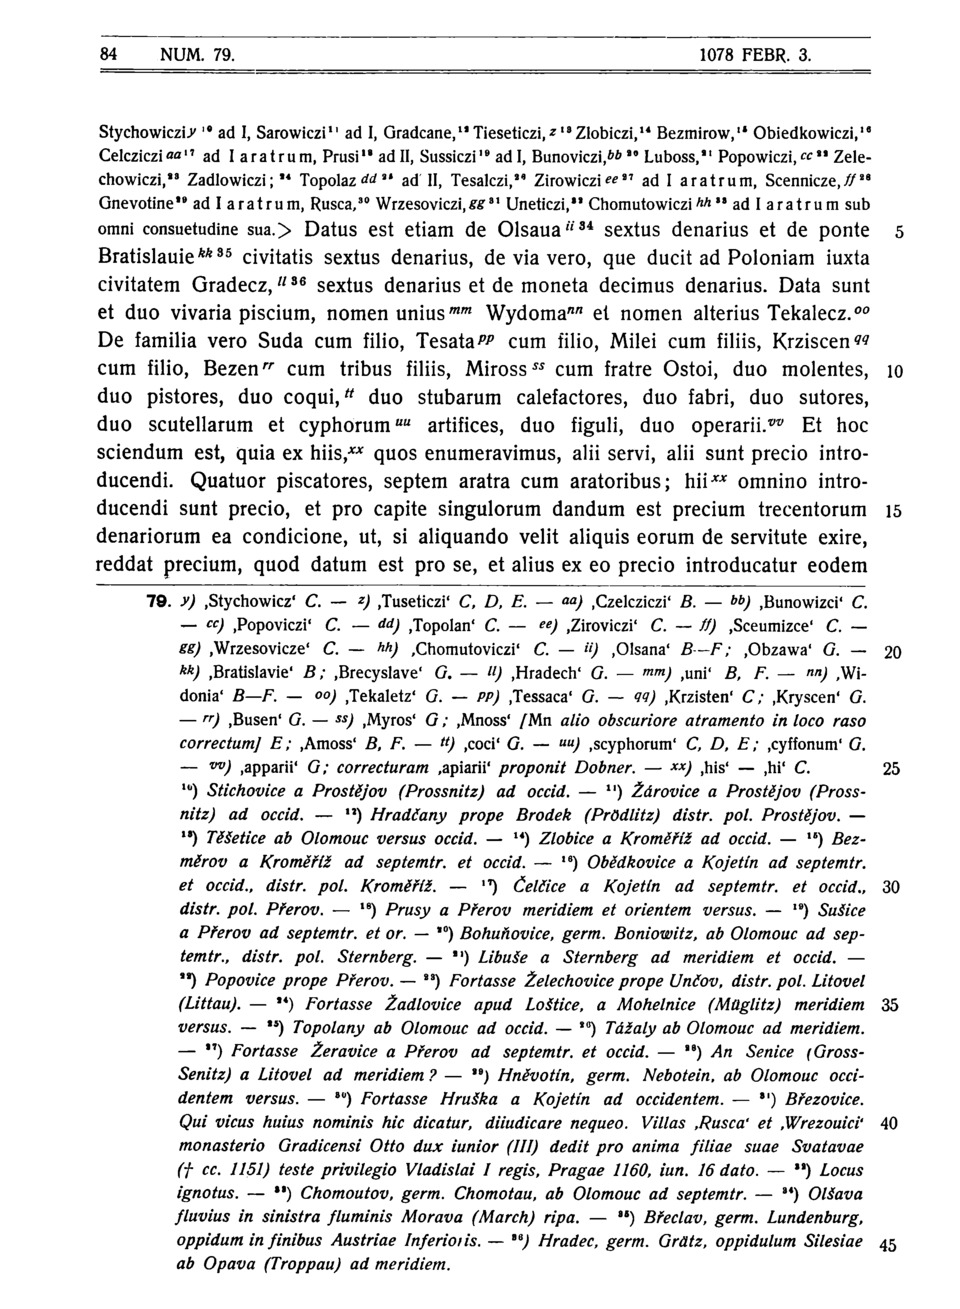 84 NUM. 79. 1078 FEBR. 3.
Stychowicziy ¹⁰ ad I, Sarowiczi¹¹ ad I, Gradcane,¹² Tieseticzi, z ¹³ Zlobiczi,¹⁴ Bezmirow,¹⁵ Obiedkowiczi,¹⁶
Celcziczi aa ¹⁷ ad I aratrum, Prusi¹⁸ ad II, Sussiczi¹⁹ ad I, Bunoviczi,bb ²⁰ Luboss,²¹ Popowiczi, cc ²² Zele-
chowiczi,²³ Zadlowiczi; ²⁴ Topolaz dd ²⁵ ad II, Tesalczi,²⁶ Zirowiczi ee ²⁷ ad I aratrum, Scennicze, ff ²⁸
Gnevotine²⁹ ad I aratrum, Rusca,³⁰ Wrzesoviczi, gg ³¹ Uneticzi,³² Chomutowiczi hh ³³ ad I aratrum sub
omni consuetudine sua.> Datus est etiam de Olsaua ii ³⁴ sextus denarius et de ponte 5
Bratislauie kk ³⁵ civitatis sextus denarius, de via vero, que ducit ad Poloniam iuxta
civitatem Gradecz, ll ³⁶ sextus denarius et de moneta decimus denarius. Data sunt
et duo vivaria piscium, nomen unius mm Wydoma nn et nomen alterius Tekalecz. oo
De familia vero Suda cum filio, Tesata pp cum filio, Milei cum filiis, Krziscen qq
cum filio, Bezen rr cum tribus filiis, Miross ss cum fratre Ostoi, duo molentes, 10
duo pistores, duo coqui, tt duo stubarum calefactores, duo fabri, duo sutores,
duo scutellarum et cyphorum uu artifices, duo figuli, duo operarii. vv Et hoc
sciendum est, quia ex hiis, xx quos enumeravimus, alii servi, alii sunt precio intro-
ducendi. Quatuor piscatores, septem aratra cum aratoribus; hii xx omnino intro-
ducendi sunt precio, et pro capite singulorum dandum est precium trecentorum 15
denariorum ea condicione, ut, si aliquando velit aliquis eorum de servitute exire,
reddat precium, quod datum est pro se, et alius ex eo precio introducatur eodem
79. y) ‚Stychowicz‘ C. — z) ‚Tuseticzi‘ C, D, E. — aa) ‚Czelcziczi‘ B. — bb) ‚Bunowizci‘ C.
— cc) ‚Popoviczi‘ C. — dd) ‚Topolan‘ C. — ee) ‚Ziroviczi‘ C. — ff) ‚Sceumizce‘ C. —
gg) ‚Wrzesovicze‘ C. — hh) ‚Chomutoviczi‘ C. — ii) ‚Olsana‘ B—F; ‚Obzawa‘ G. — 20
kk) ‚Bratislavie‘ B; ‚Brecyslave‘ G. — ll) ‚Hradech‘ G. — mm) ‚uni‘ B, F. — nn) ‚Wi-
donia‘ B—F. — oo) ‚Tekaletz‘ G. — pp) ‚Tessaca‘ G. — qq) ‚Krzisten‘ C; ‚Kryscen‘ G.
— rr) ‚Busen‘ G. — ss) ‚Myros‘ G; ‚Mnoss‘ [Mn alio obscuriore atramento in loco raso
correctum] E; ‚Amoss‘ B, F. — tt) ‚coci‘ G. — uu) ‚scyphorum‘ C, D, E; ‚cyffonum‘ G.
— vv) ‚apparii‘ G; correcturam ‚apiarii‘ proponit Dobner. — xx) ‚his‘ — ‚hi‘ C. 25
¹⁰) Stichovice a Prostějov (Prossnitz) ad occid. — ¹¹) Žárovice a Prostějov (Pross-
nitz) ad occid. — ¹²) Hradčany prope Brodek (Prödlitz) distr. pol. Prostějov. —
¹³) Těšetice ab Olomouc versus occid. — ¹⁴) Zlobice a Kroměříž ad occid. — ¹⁵) Bez-
měrov a Kroměříž ad septemtr. et occid. — ¹⁶) Obědkovice a Kojetín ad septemtr.
et occid., distr. pol. Kroměříž. — ¹⁷) Čelčice a Kojetín ad septemtr. et occid., 30
distr. pol. Přerov. — ¹⁸) Prusy a Přerov meridiem et orientem versus. — ¹⁹) Sušice
a Přerov ad septemtr. et or. — ²⁰) Bohuňovice, germ. Boniowitz, ab Olomouc ad sep-
temtr., distr. pol. Sternberg. — ²¹) Libuše a Sternberg ad meridiem et occid. —
²²) Popovice prope Přerov. — ²³) Fortasse Želechovice prope Unčov, distr. pol. Litovel
(Littau). — ²⁴) Fortasse Žadlovice apud Loštice, a Mohelnice (Müglitz) meridiem 35
versus. — ²⁵) Topolany ab Olomouc ad occid. — ²⁶) Tážaly ab Olomouc ad meridiem.
— ²⁷) Fortasse Žeravice a Přerov ad septemtr. et occid. — ²⁸) An Senice (Gross-
Senitz) a Litovel ad meridiem? — ²⁹) Hněvotín, germ. Nebotein, ab Olomouc occi-
dentem versus. — ³⁰) Fortasse Hruška a Kojetín ad occidentem. — ³¹) Březovice.
Qui vicus huius nominis hic dicatur, diiudicare nequeo. Villas ‚Rusca‘ et ‚Wrezouici‘ 40
monasterio Gradicensi Otto dux iunior (III) dedit pro anima filiae suae Svatavae
(† cc. 1151) teste privilegio Vladislai I regis, Pragae 1160, iun. 16 dato. — ³²) Locus
ignotus. — ³³) Chomoutov, germ. Chomotau, ab Olomouc ad septemtr. — ³⁴) Olšava
fluvius in sinistra fluminis Morava (March) ripa. — ³⁵) Břeclav, germ. Lundenburg,
oppidum in finibus Austriae Inferioris. — ³⁶) Hradec, germ. Grätz, oppidulum Silesiae 45
ab Opava (Troppau) ad meridiem.